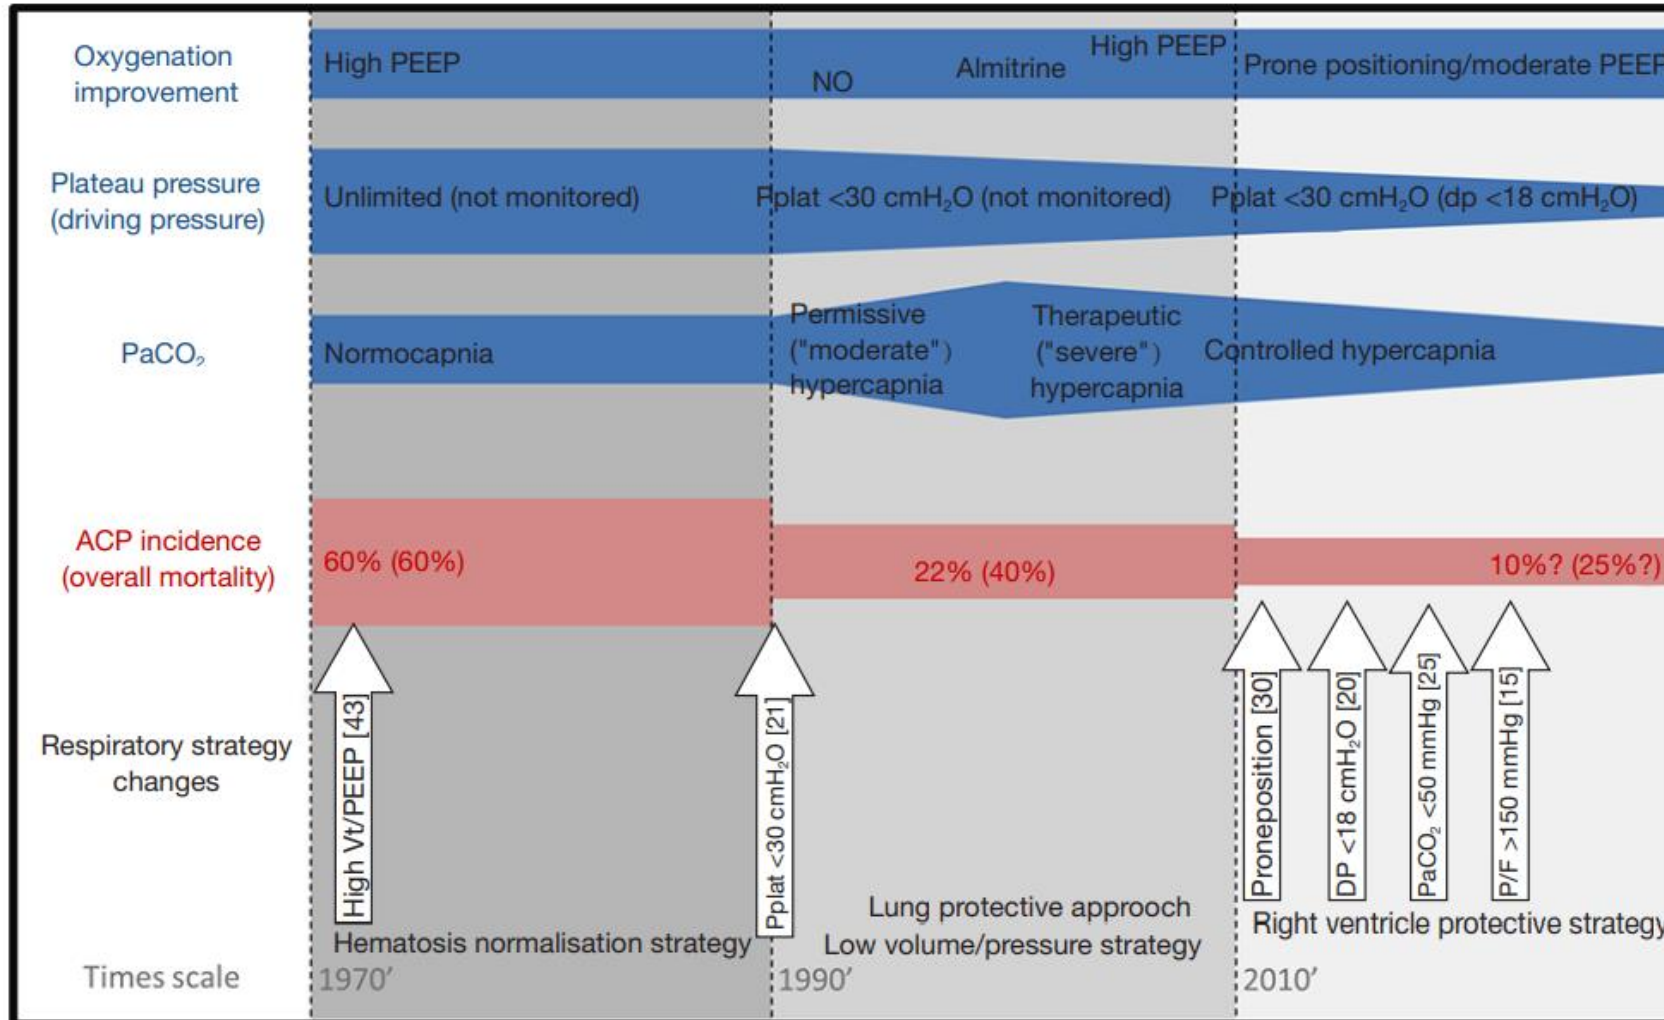 Oxygenation
improvement
High PEEP
NO
Almitrine
High PEEP
Prone positioning/moderate PEEP
Plateau pressure
(driving pressure)
Unlimited (not monitored)
Pplat <30 cmH₂O (not monitored)
Pplat <30 cmH₂O (dp <18 cmH₂O)
PaCO₂
Normocapnia
Permissive
("moderate")
hypercapnia
Therapeutic
("severe")
hypercapnia
Controlled hypercapnia
ACP incidence
(overall mortality)
60% (60%)
22% (40%)
10%? (25%?)
Respiratory strategy
changes
High Vt/PEEP [43]
Pplat <30 cmH₂O [21]
Proneposition [30]
DP <18 cmH₂O [20]
PaCO₂ <50 mmHg [25]
P/F >150 mmHg [15]
Hematosis normalisation strategy
Lung protective approoch
Low volume/pressure strategy
Right ventricle protective strategy
Times scale
1970′
1990′
2010′